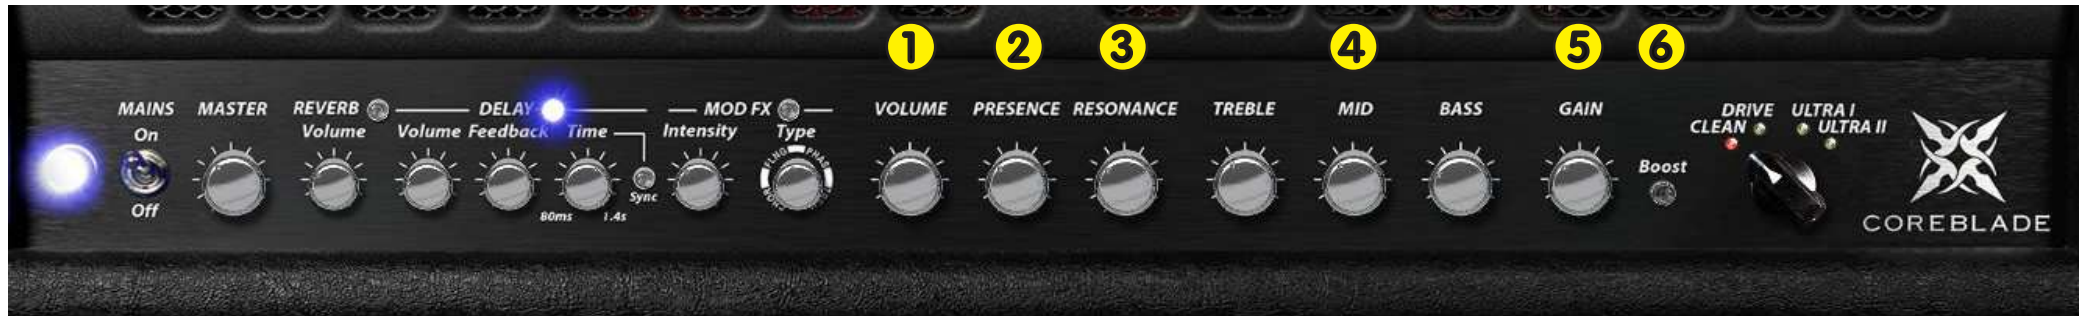 1 2 3 4 5 6
MAINS MASTER REVERB DELAY MOD FX VOLUME PRESENCE RESONANCE TREBLE MID BASS GAIN DRIVE ULTRA I
On Volume Volume Feedback Time Intensity Type CLEAN ULTRA II
FLNG PHAS
Boost
Sync
Off 80ms 1.4s
COREBLADE